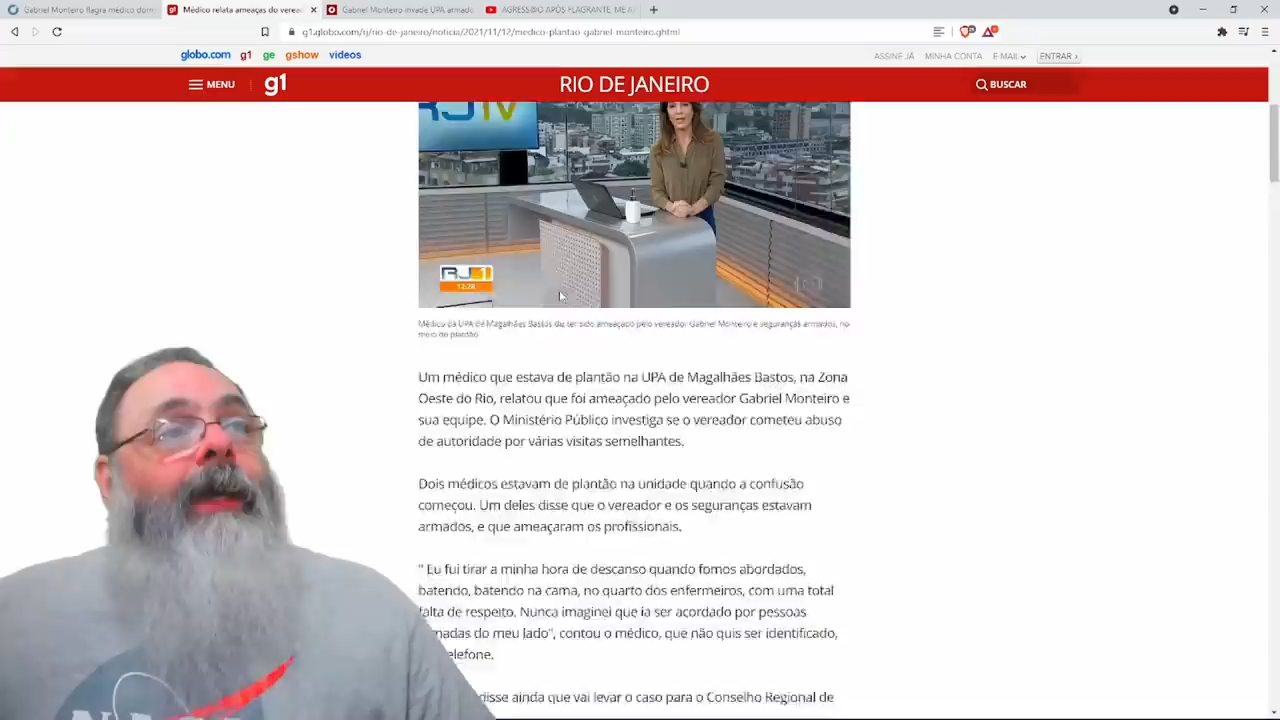 Gabriel Monteiro flagra médico dorm
Médico relata ameaças do verea
Gabriel Monteiro invade UPA armado
AGRESS@O APÓS FLAGRANTE, ME A
g1.globo.com/rj/rio-de-janeiro/noticia/2021/11/12/medico-plantao-gabriel-monteiro.ghtml
globo.com g1 ge gshow videos
ASSINE JÁ MINHA CONTA E-MAIL ENTRAR ›
MENU g1 RIO DE JANEIRO BUSCAR
RJTV
RJ1
12:28
Médico da UPA de Magalhães Bastos diz ter sido ameaçado pelo vereador Gabriel Monteiro e seguranças armados, no
meio do plantão
Um médico que estava de plantão na UPA de Magalhães Bastos, na Zona
Oeste do Rio, relatou que foi ameaçado pelo vereador Gabriel Monteiro e
sua equipe. O Ministério Público investiga se o vereador cometeu abuso
de autoridade por várias visitas semelhantes.
Dois médicos estavam de plantão na unidade quando a confusão
começou. Um deles disse que o vereador e os seguranças estavam
armados, e que ameaçaram os profissionais.
" Eu fui tirar a minha hora de descanso quando fomos abordados,
batendo, batendo na cama, no quarto dos enfermeiros, com uma total
falta de respeito. Nunca imaginei que ia ser acordado por pessoas
madas do meu lado", contou o médico, que não quis ser identificado,
elefone.
disse ainda que vai levar o caso para o Conselho Regional de